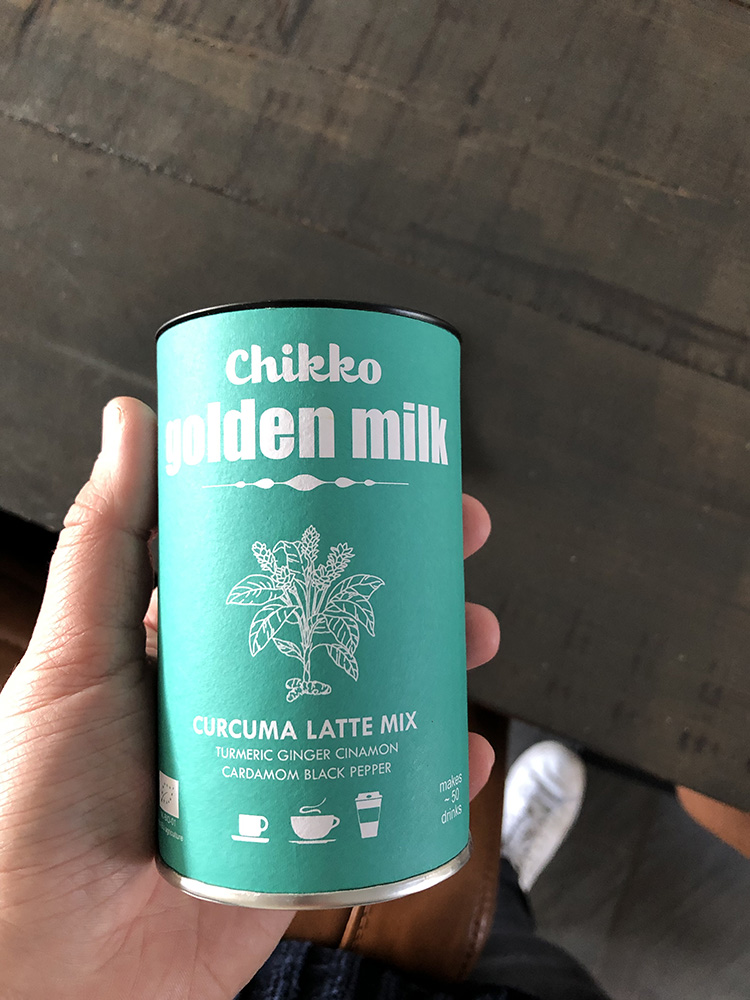 Chikko
golden milk
CURCUMA LATTE MIX
TURMERIC GINGER CINAMON
CARDAMOM BLACK PEPPER
makes
~ 50
drinks